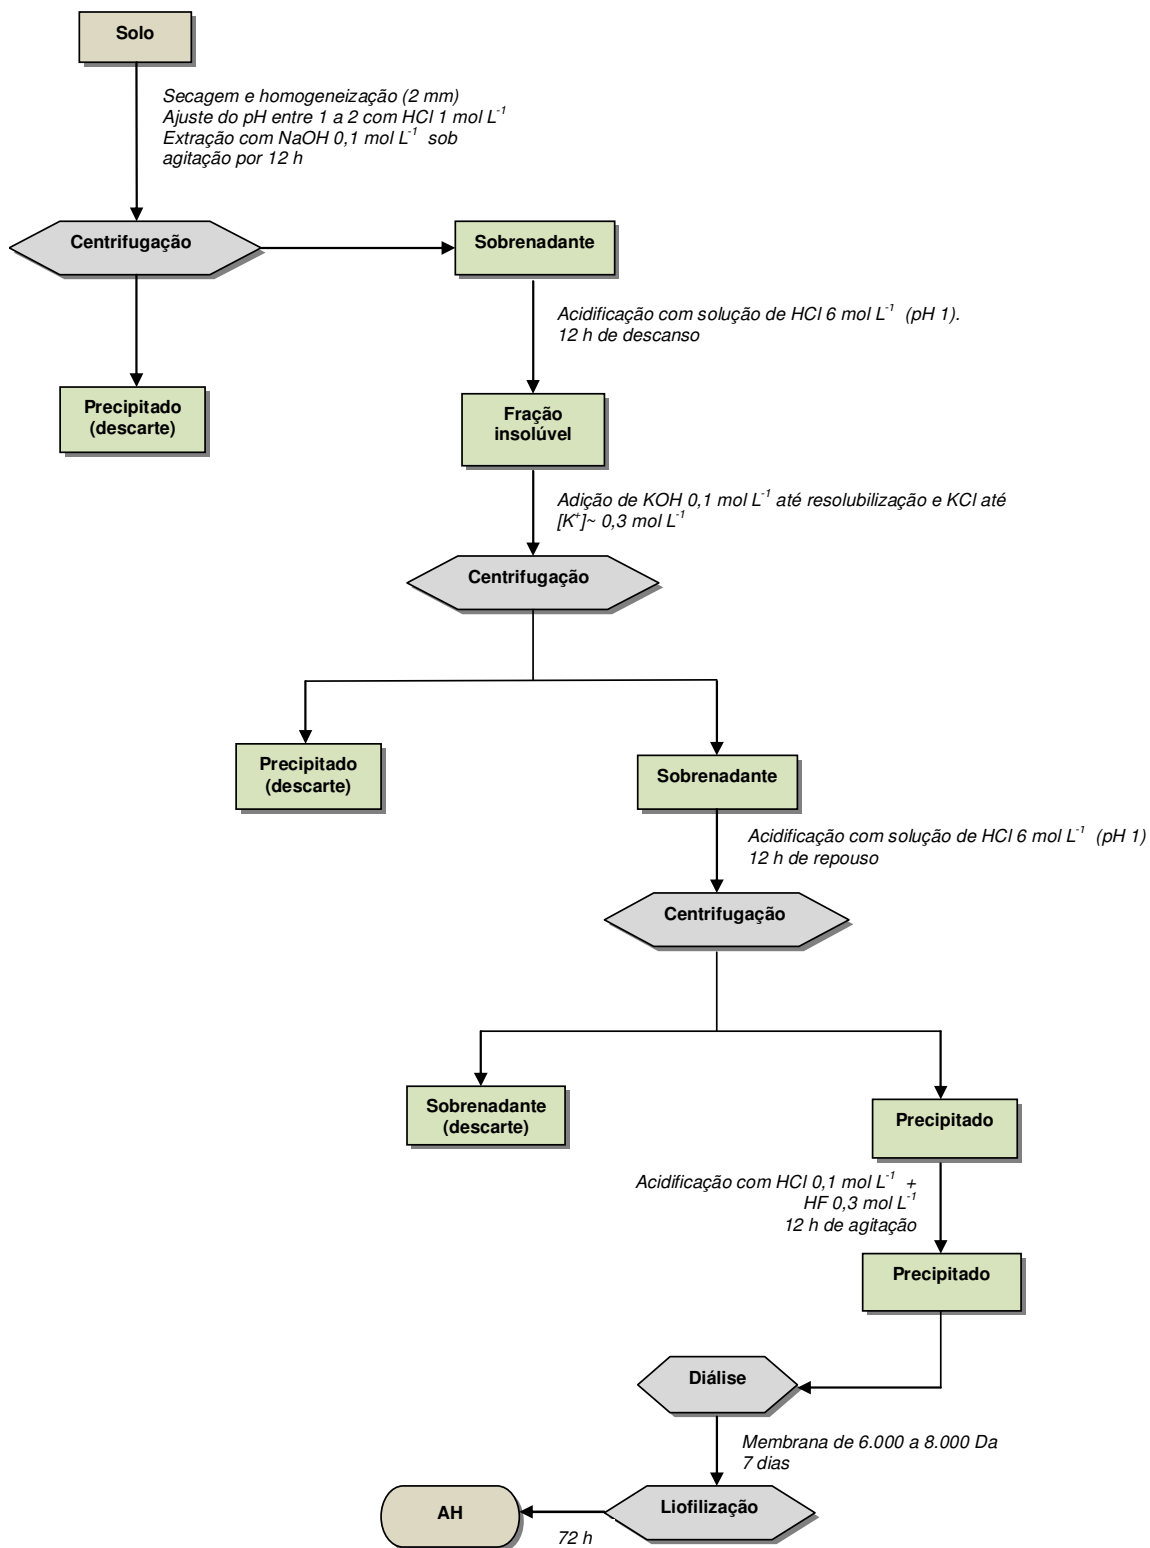 Solo
Secagem e homogeneização (2 mm)
Ajuste do pH entre 1 a 2 com HCl 1 mol L⁻¹
Extração com NaOH 0,1 mol L⁻¹ sob
agitação por 12 h
Centrifugação
Sobrenadante
Acidificação com solução de HCl 6 mol L⁻¹ (pH 1).
12 h de descanso
Precipitado
(descarte)
Fração
insolúvel
Adição de KOH 0,1 mol L⁻¹ até resolubilização e KCl até
[K⁺]~ 0,3 mol L⁻¹
Centrifugação
Precipitado
(descarte)
Sobrenadante
Acidificação com solução de HCl 6 mol L⁻¹ (pH 1)
12 h de repouso
Centrifugação
Sobrenadante
(descarte)
Precipitado
Acidificação com HCl 0,1 mol L⁻¹ +
HF 0,3 mol L⁻¹
12 h de agitação
Precipitado
Diálise
Membrana de 6.000 a 8.000 Da
7 dias
Liofilização
AH
72 h